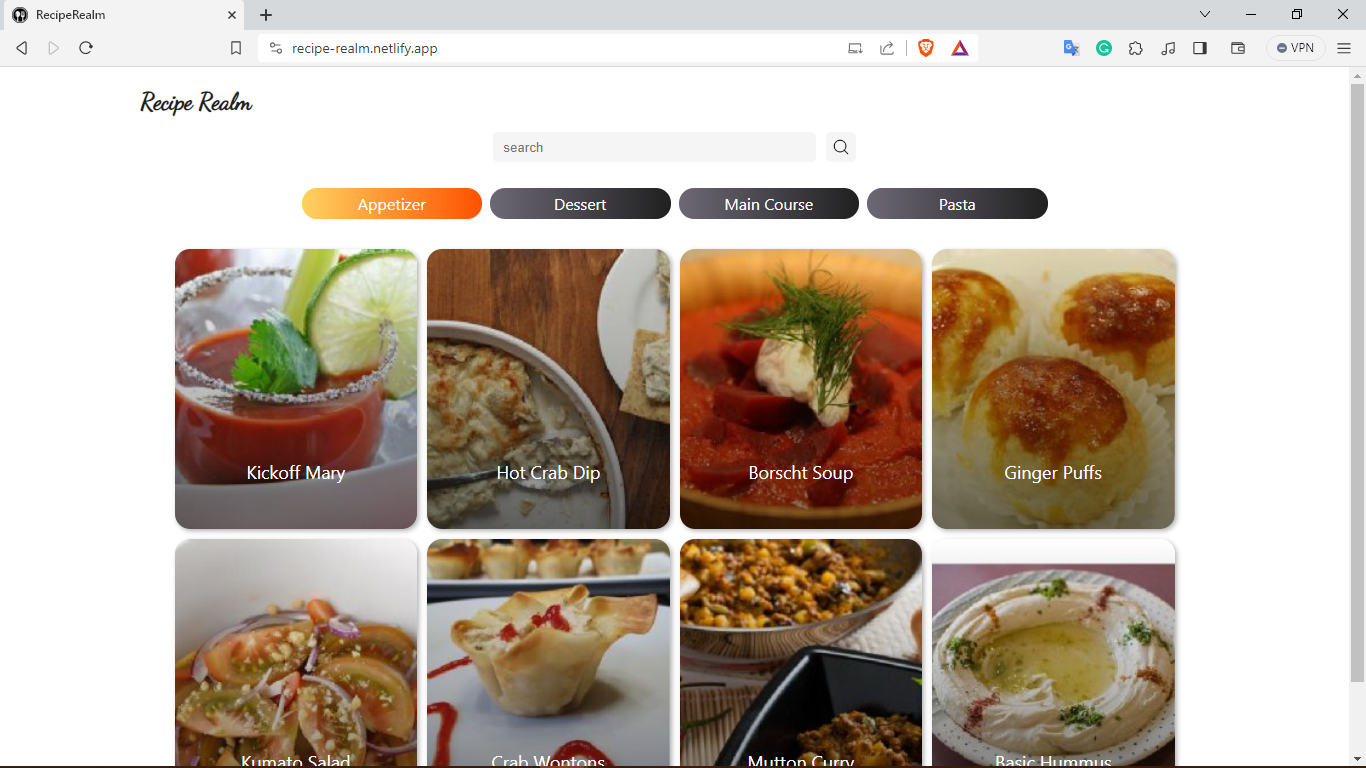 RecipeRealm
recipe-realm.netlify.app
VPN
Recipe Realm
search
Appetizer
Dessert
Main Course
Pasta
Kickoff Mary
Hot Crab Dip
Borscht Soup
Ginger Puffs
Kumato Salad
Crab Wontons
Mutton Curry
Basic Hummus